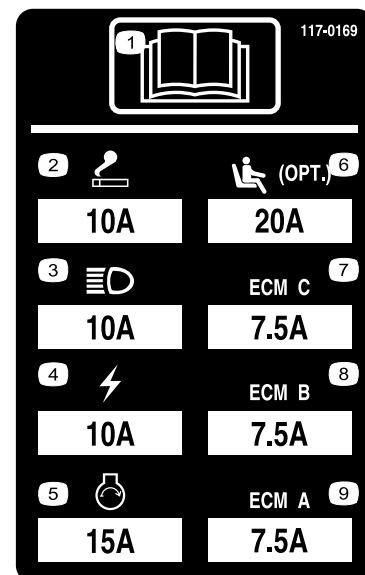 117-0169
1
2
(OPT.) 6
10A 20A
3 ECM C 7
10A 7.5A
4 ECM B 8
10A 7.5A
5 ECM A 9
15A 7.5A